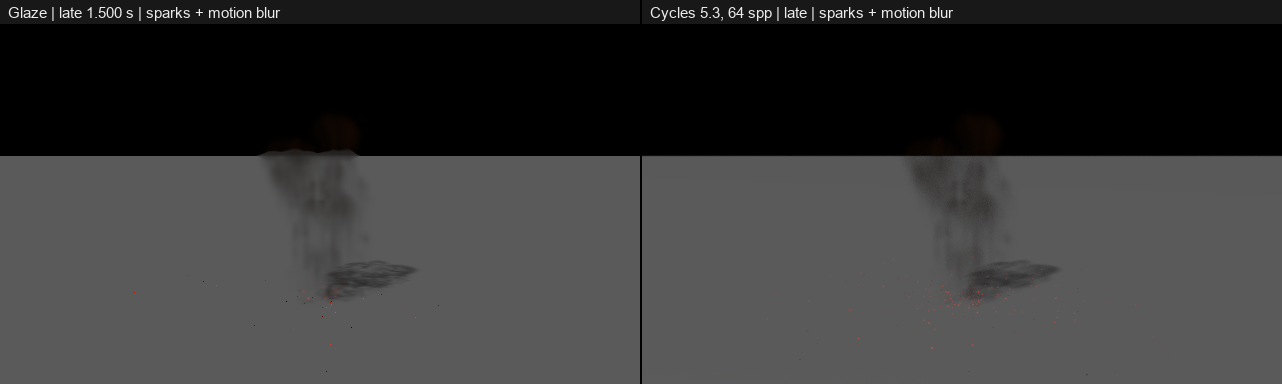 Glaze | late 1.500 s | sparks + motion blur
Cycles 5.3, 64 spp | late | sparks + motion blur